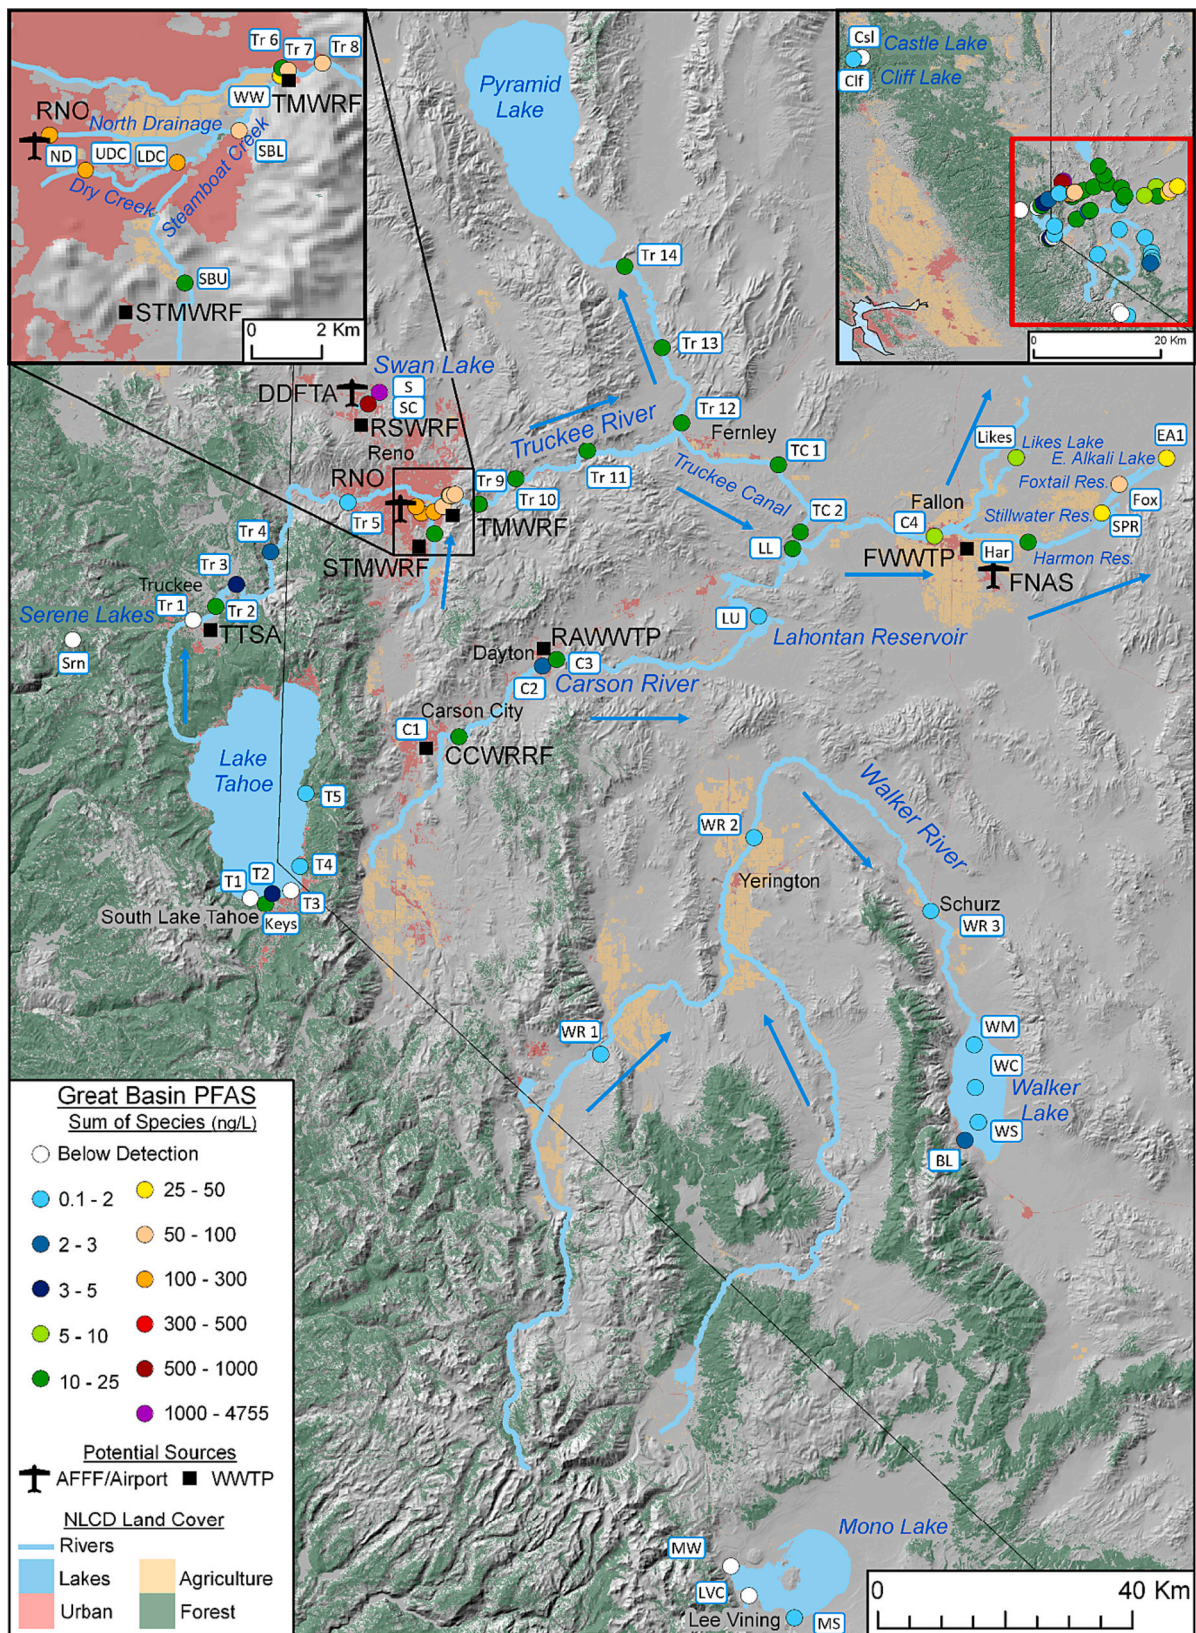 Tr 6
Tr 7
Tr 8
WW
TMWRF
RNO
North Drainage
ND
UDC
LDC
SBL
Dry Creek
Steamboat Creek
SBU
STMWRF
0
2 Km
Pyramid
Lake
Csl
Castle Lake
Clf
Cliff Lake
0
20 Km
Tr 14
Tr 13
Swan Lake
DDFTA
S
SC
RSWRF
Reno
Truckee River
Tr 12
Fernley
TC 1
Likes
Likes Lake
EA1
E. Alkali Lake
Foxtail Res.
Fox
RNO
Tr 9
Tr 10
Tr 11
Truckee Canal
TC 2
Fallon
Stillwater Res.
SPR
C4
Tr 5
TMWRF
Tr 4
STMWRF
LL
FWWTP
Har
Harmon Res.
FNAS
Tr 3
Truckee
Serene Lakes
Tr 1
Tr 2
TTSA
Srn
LU
Lahontan Reservoir
RAWWTP
Dayton
C3
C2
Carson River
Carson City
C1
CCWRRF
Lake
Tahoe
T5
T4
T2
T1
T3
South Lake Tahoe
Keys
WR 2
Walker River
Yerington
Schurz
WR 3
WR 1
WM
WC
Walker
Lake
WS
BL
Great Basin PFAS
Sum of Species (ng/L)
Below Detection
0.1 - 2
2 - 3
3 - 5
5 - 10
10 - 25
25 - 50
50 - 100
100 - 300
300 - 500
500 - 1000
1000 - 4755
Potential Sources
AFFF/Airport
WWTP
NLCD Land Cover
Rivers
Lakes
Agriculture
Urban
Forest
Mono Lake
MW
LVC
Lee Vining
MS
0
40 Km